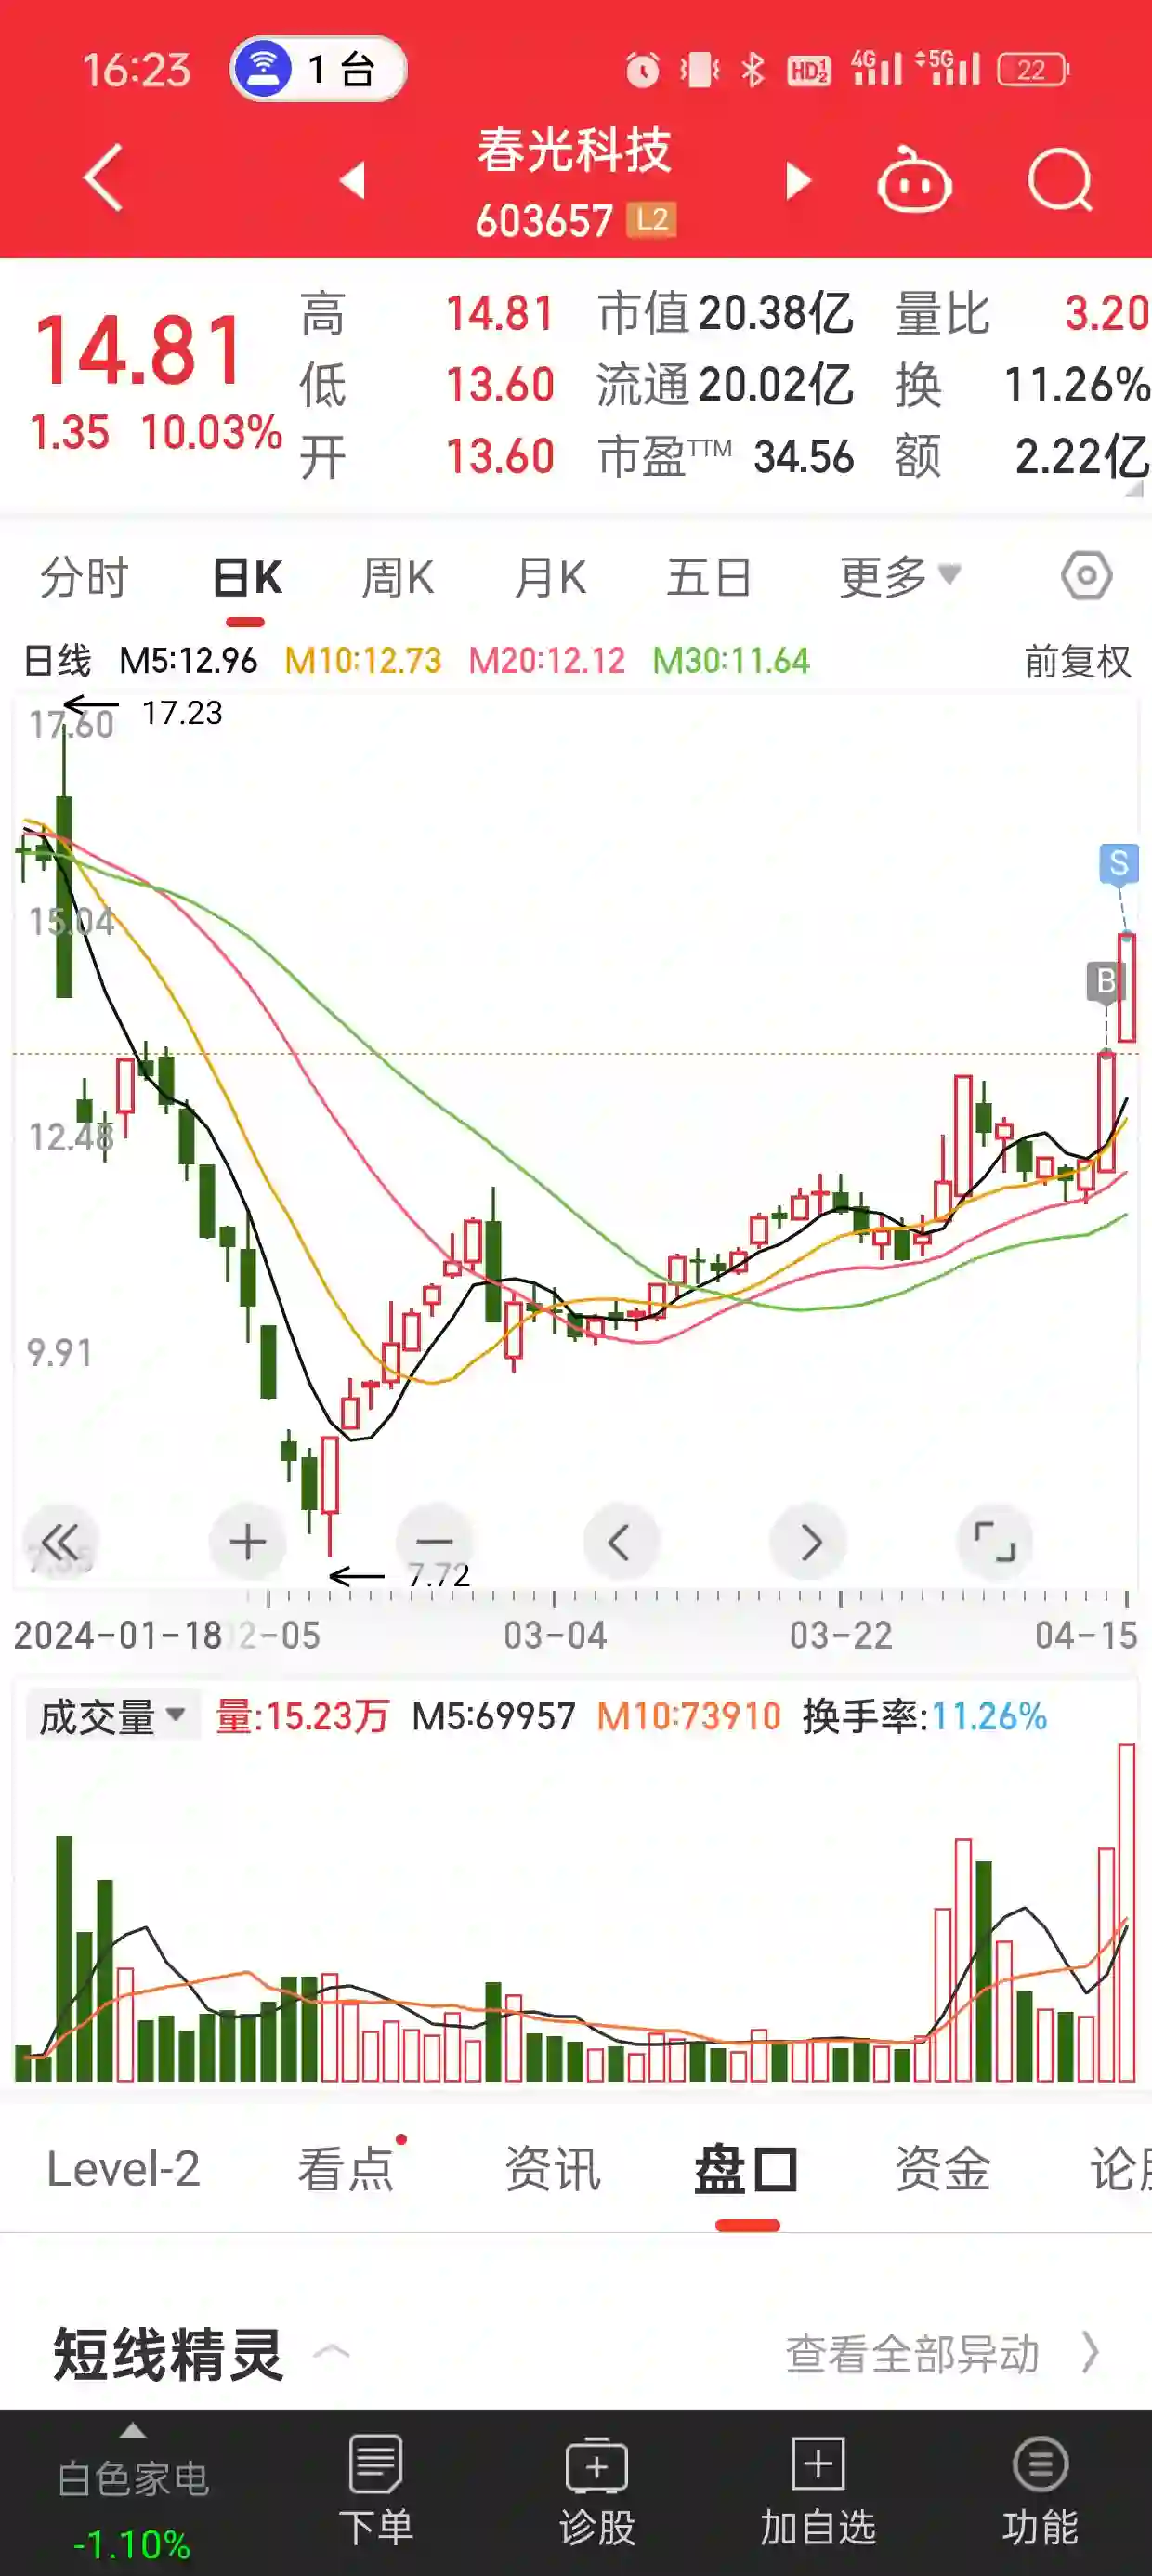 16:23 1 台 HD 1 2 4G 5G 22
春光科技
603657 L2
14.81
1.35 10.03%
高 14.81 市值 20.38亿 量比 3.20
低 13.60 流通 20.02亿 换 11.26%
开 13.60 市盈TTM 34.56 额 2.22亿
分时 日K 周K 月K 五日 更多
日线 M5:12.96 M10:12.73 M20:12.12 M30:11.64 前复权
17.23
17.60
S
15.04
B
12.48
9.91
7.72
2024-01-18 02-05 03-04 03-22 04-15
成交量 量:15.23万 M5:69957 M10:73910 换手率:11.26%
Level-2 看点 资讯 盘口 资金 论
短线精灵 查看全部异动
白色家电 下单 诊股 加自选 功能
-1.10%